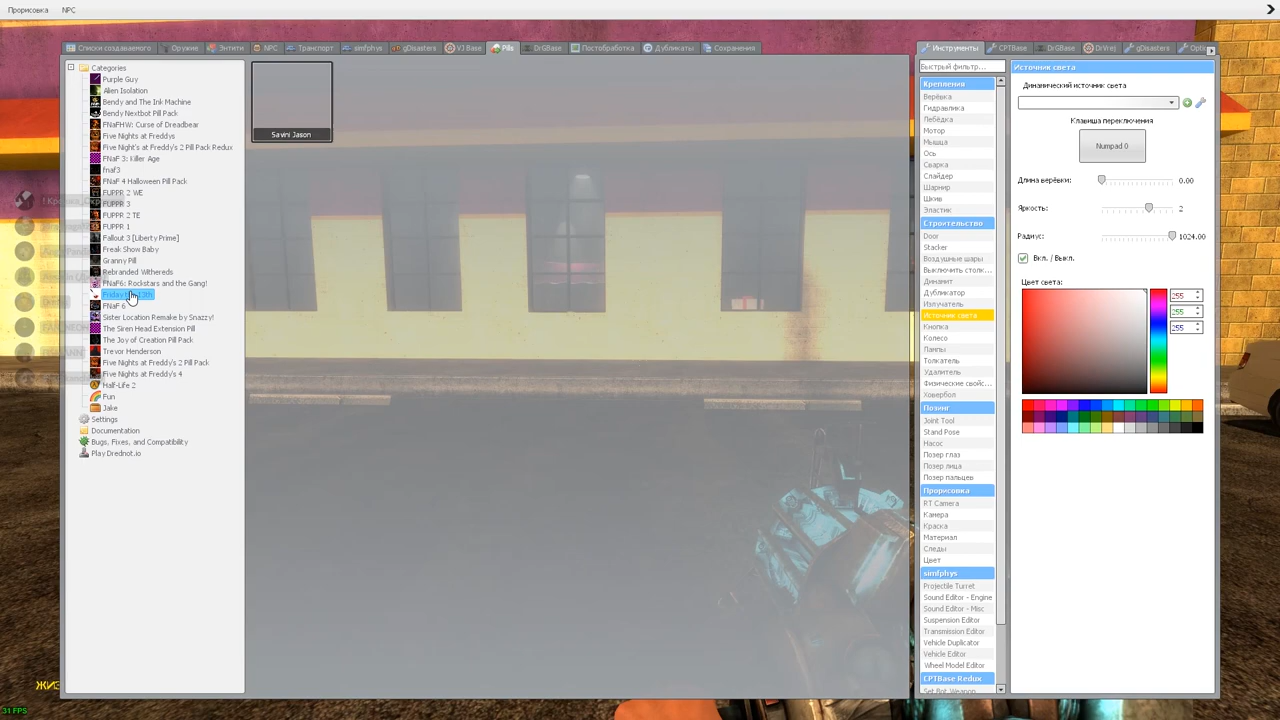 Прорисовка NPC
Списки создаваемого Оружие Энтити NPC Транспорт simfphys gDisasters VJ Base Pills DrGBase Постобработка Дубликаты Сохранения
Categories
Purple Guy
Alien Isolation
Bendy and The Ink Machine
Bendy Nextbot Pill Pack
FNaFHW: Curse of Dreadbear
Five Nights at Freddys
Five Night's at Freddys's 2 Pill Pack Redux
FNaF 3: Killer Age
fnaf3
FNaF 4 Halloween Pill Pack
FUPPR 2 WE
FUPPR 3
FUPPR 2 TE
FUPPR 1
Fallout 3 [Liberty Prime]
Freak Show Baby
Granny Pill
Rebranded Withereds
FNaF6: Rockstars and the Gang!
Friday 13th
FNAF 6
Sister Location Remake by Snazzy!
The Siren Head Extension Pill
The Joy of Creation Pill Pack
Trevor Henderson
Five Nights at Freddy's 2 Pill Pack
Five Nights at Freddy's 4
Half-Life 2
Fun
Jake
Settings
Documentation
Bugs, Fixes, and Compatibility
Play Drednot.io
Savini Jason
Инструменты CPTBase DrGBase DrVrej gDisasters Opti
Быстрый фильтр...
Крепления
Верёвка
Гидравлика
Лебёдка
Мотор
Мышца
Ось
Сварка
Слайдер
Шарнир
Шкив
Эластик
Строительство
Door
Stacker
Воздушные шары
Выключить столк...
Динамит
Дубликатор
Излучатель
Источник света
Кнопка
Колесо
Лампы
Толкатель
Удалитель
Физические свойс...
Ховербол
Позинг
Joint Tool
Stand Pose
Насос
Позер глаз
Позер лица
Позер пальцев
Прорисовка
RT Camera
Камера
Краска
Материал
Следы
Цвет
simfphys
Projectile Turret
Sound Editor - Engine
Sound Editor - Misc
Suspension Editor
Transmission Editor
Vehicle Duplicator
Vehicle Editor
Wheel Model Editor
CPTBase Redux
Set Bot Weapon
Источник света
Динамический источник света
Клавиша переключения
Numpad 0
Длина верёвки: 0.00
Яркость: 2
Радиус: 1024.00
Вкл. / Выкл.
Цвет света:
255
255
255
31 FPS